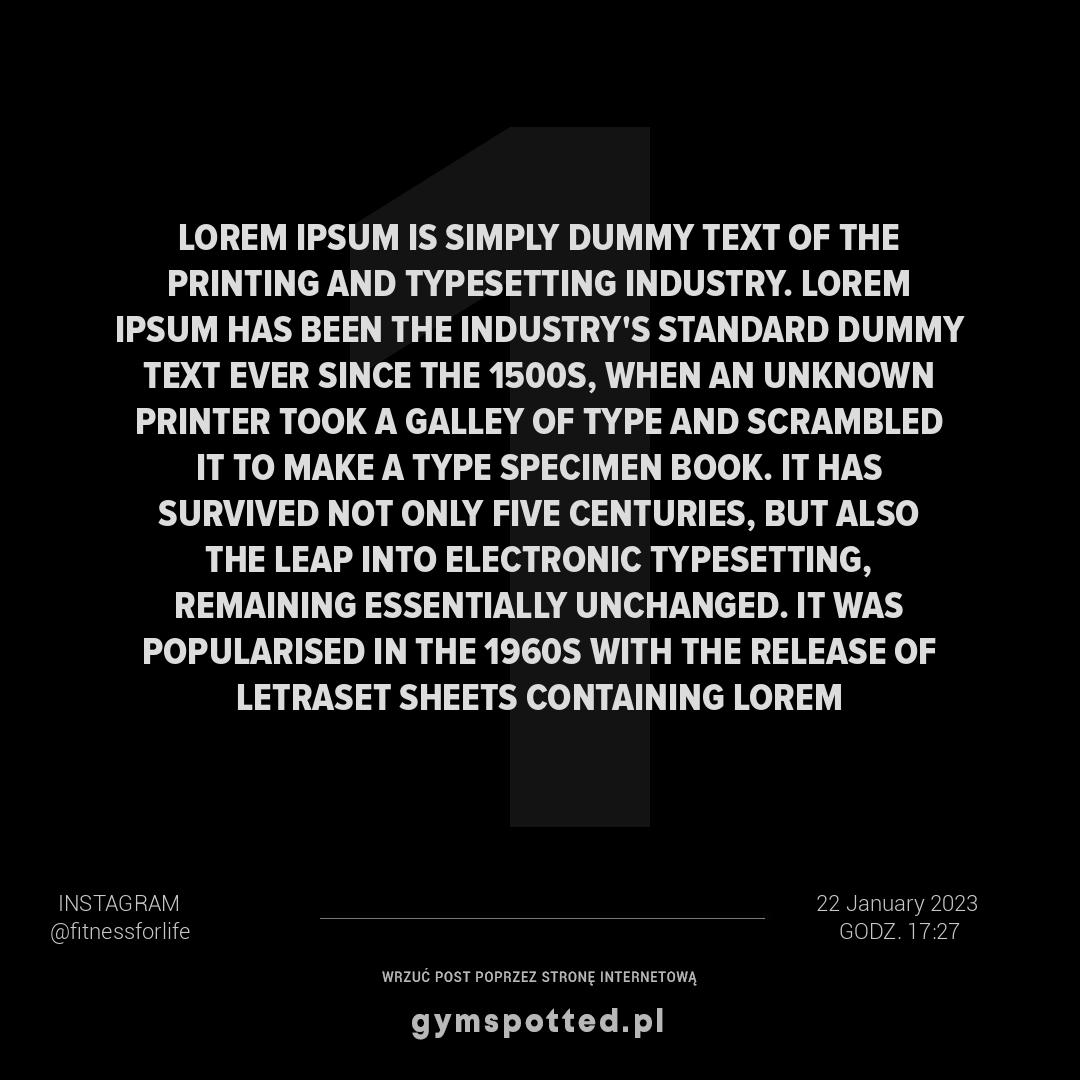 1
LOREM IPSUM IS SIMPLY DUMMY TEXT OF THE
PRINTING AND TYPESETTING INDUSTRY. LOREM
IPSUM HAS BEEN THE INDUSTRY'S STANDARD DUMMY
TEXT EVER SINCE THE 1500S, WHEN AN UNKNOWN
PRINTER TOOK A GALLEY OF TYPE AND SCRAMBLED
IT TO MAKE A TYPE SPECIMEN BOOK. IT HAS
SURVIVED NOT ONLY FIVE CENTURIES, BUT ALSO
THE LEAP INTO ELECTRONIC TYPESETTING,
REMAINING ESSENTIALLY UNCHANGED. IT WAS
POPULARISED IN THE 1960S WITH THE RELEASE OF
LETRASET SHEETS CONTAINING LOREM
INSTAGRAM
@fitnessforlife
22 January 2023
GODZ. 17:27
WRZUĆ POST POPRZEZ STRONĘ INTERNETOWĄ
gymspotted.pl